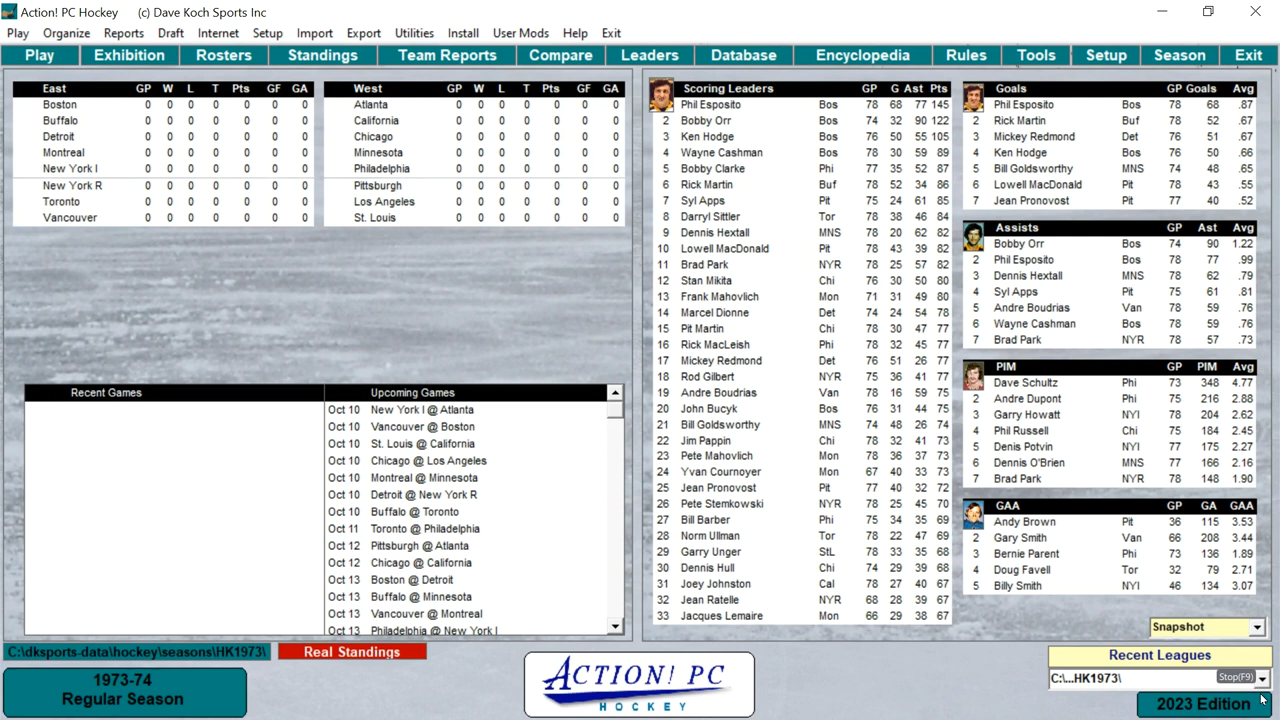 Action! PC Hockey (c) Dave Koch Sports Inc
Play Organize Reports Draft Internet Setup Import Export Utilities Install User Mods Help Exit
Play Exhibition Rosters Standings Team Reports Compare Leaders Database Encyclopedia Rules Tools Setup Season Exit
East GP W L T Pts GF GA
Boston 0 0 0 0 0 0 0
Buffalo 0 0 0 0 0 0 0
Detroit 0 0 0 0 0 0 0
Montreal 0 0 0 0 0 0 0
New York I 0 0 0 0 0 0 0
New York R 0 0 0 0 0 0 0
Toronto 0 0 0 0 0 0 0
Vancouver 0 0 0 0 0 0 0
West GP W L T Pts GF GA
Atlanta 0 0 0 0 0 0 0
California 0 0 0 0 0 0 0
Chicago 0 0 0 0 0 0 0
Minnesota 0 0 0 0 0 0 0
Philadelphia 0 0 0 0 0 0 0
Pittsburgh 0 0 0 0 0 0 0
Los Angeles 0 0 0 0 0 0 0
St. Louis 0 0 0 0 0 0 0
Recent Games
Upcoming Games
Oct 10 New York I @ Atlanta
Oct 10 Vancouver @ Boston
Oct 10 St. Louis @ California
Oct 10 Chicago @ Los Angeles
Oct 10 Montreal @ Minnesota
Oct 10 Detroit @ New York R
Oct 10 Buffalo @ Toronto
Oct 11 Toronto @ Philadelphia
Oct 12 Pittsburgh @ Atlanta
Oct 12 Chicago @ California
Oct 13 Boston @ Detroit
Oct 13 Buffalo @ Minnesota
Oct 13 Vancouver @ Montreal
Oct 13 Philadelphia @ New York I
Scoring Leaders GP G Ast Pts
Phil Esposito Bos 78 68 77 145
2 Bobby Orr Bos 74 32 90 122
3 Ken Hodge Bos 76 50 55 105
4 Wayne Cashman Bos 78 30 59 89
5 Bobby Clarke Phi 77 35 52 87
6 Rick Martin Buf 78 52 34 86
7 Syl Apps Pit 75 24 61 85
8 Darryl Sittler Tor 78 38 46 84
9 Dennis Hextall MNS 78 20 62 82
10 Lowell MacDonald Pit 78 43 39 82
11 Brad Park NYR 78 25 57 82
12 Stan Mikita Chi 76 30 50 80
13 Frank Mahovlich Mon 71 31 49 80
14 Marcel Dionne Det 74 24 54 78
15 Pit Martin Chi 78 30 47 77
16 Rick MacLeish Phi 78 32 45 77
17 Mickey Redmond Det 76 51 26 77
18 Rod Gilbert NYR 75 36 41 77
19 Andre Boudrias Van 78 16 59 75
20 John Bucyk Bos 76 31 44 75
21 Bill Goldsworthy MNS 74 48 26 74
22 Jim Pappin Chi 78 32 41 73
23 Pete Mahovlich Mon 78 36 37 73
24 Yvan Cournoyer Mon 67 40 33 73
25 Jean Pronovost Pit 77 40 32 72
26 Pete Stemkowski NYR 78 25 45 70
27 Bill Barber Phi 75 34 35 69
28 Norm Ullman Tor 78 22 47 69
29 Garry Unger StL 78 33 35 68
30 Dennis Hull Chi 74 29 39 68
31 Joey Johnston Cal 78 27 40 67
32 Jean Ratelle NYR 68 28 39 67
33 Jacques Lemaire Mon 66 29 38 67
Goals GP Goals Avg
Phil Esposito Bos 78 68 .87
2 Rick Martin Buf 78 52 .67
3 Mickey Redmond Det 76 51 .67
4 Ken Hodge Bos 76 50 .66
5 Bill Goldsworthy MNS 74 48 .65
6 Lowell MacDonald Pit 78 43 .55
7 Jean Pronovost Pit 77 40 .52
Assists GP Ast Avg
Bobby Orr Bos 74 90 1.22
2 Phil Esposito Bos 78 77 .99
3 Dennis Hextall MNS 78 62 .79
4 Syl Apps Pit 75 61 .81
5 Andre Boudrias Van 78 59 .76
6 Wayne Cashman Bos 78 59 .76
7 Brad Park NYR 78 57 .73
PIM GP PIM Avg
Dave Schultz Phi 73 348 4.77
2 Andre Dupont Phi 75 216 2.88
3 Garry Howatt NYI 78 204 2.62
4 Phil Russell Chi 75 184 2.45
5 Denis Potvin NYI 77 175 2.27
6 Dennis O'Brien MNS 77 166 2.16
7 Brad Park NYR 78 148 1.90
GAA GP GA GAA
Andy Brown Pit 36 115 3.53
2 Gary Smith Van 66 208 3.44
3 Bernie Parent Phi 73 136 1.89
4 Doug Favell Tor 32 79 2.71
5 Billy Smith NYI 46 134 3.07
Snapshot
C:\dksports-data\hockey\seasons\HK1973\
Real Standings
Recent Leagues
C:\...HK1973\ Stop(F9)
1973-74
Regular Season
ACTION! PC
HOCKEY
2023 Edition